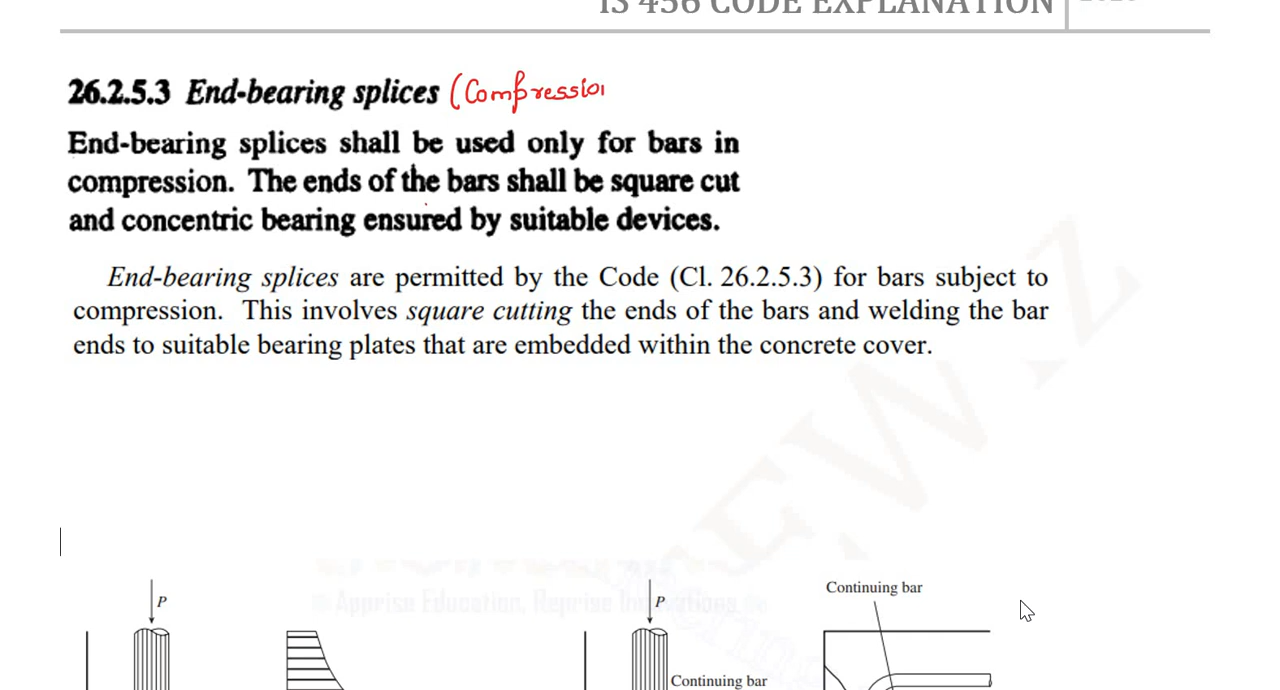 IS 456 CODE EXPLANATION
26.2.5.3 End-bearing splices (Compression
End-bearing splices shall be used only for bars in
compression. The ends of the bars shall be square cut
and concentric bearing ensured by suitable devices.
End-bearing splices are permitted by the Code (Cl. 26.2.5.3) for bars subject to
compression. This involves square cutting the ends of the bars and welding the bar
ends to suitable bearing plates that are embedded within the concrete cover.
Apprise Education, Reprise
P
P
Continuing bar
Continuing bar